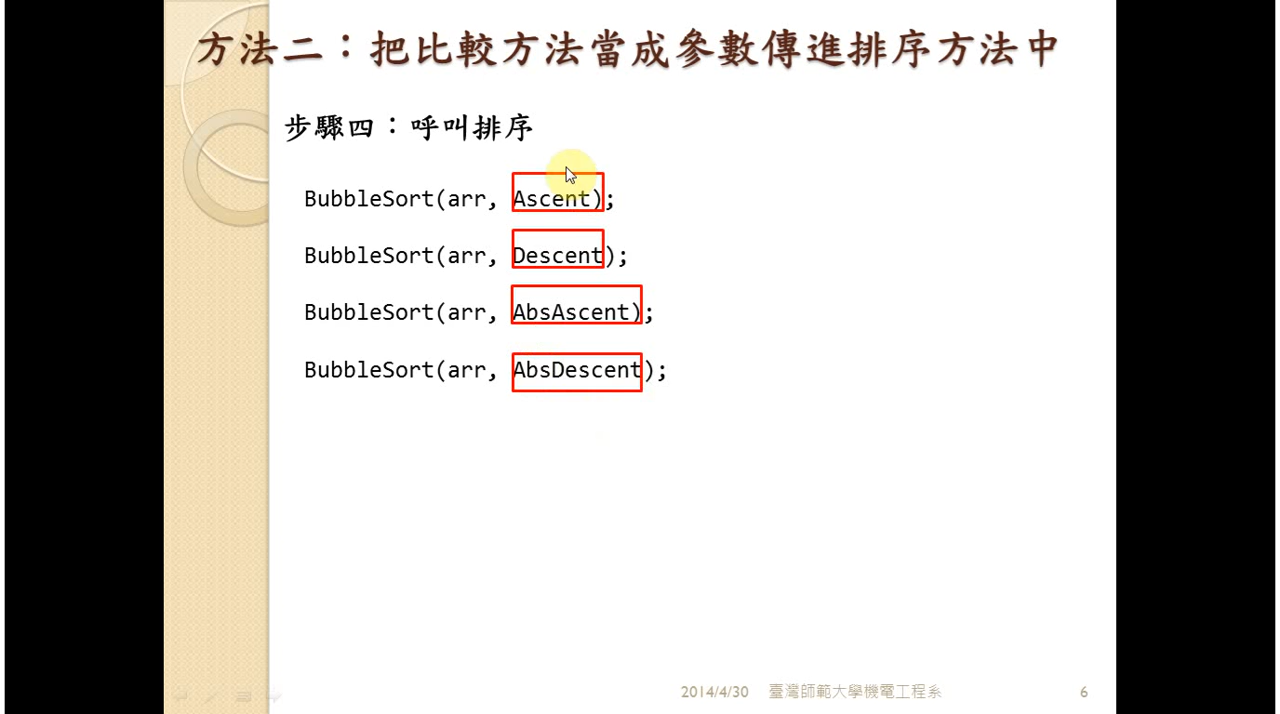 方法二：把比較方法當成參數傳進排序方法中
步驟四：呼叫排序
BubbleSort(arr, Ascent);
BubbleSort(arr, Descent);
BubbleSort(arr, AbsAscent);
BubbleSort(arr, AbsDescent);
2014/4/30 臺灣師範大學機電工程系 6